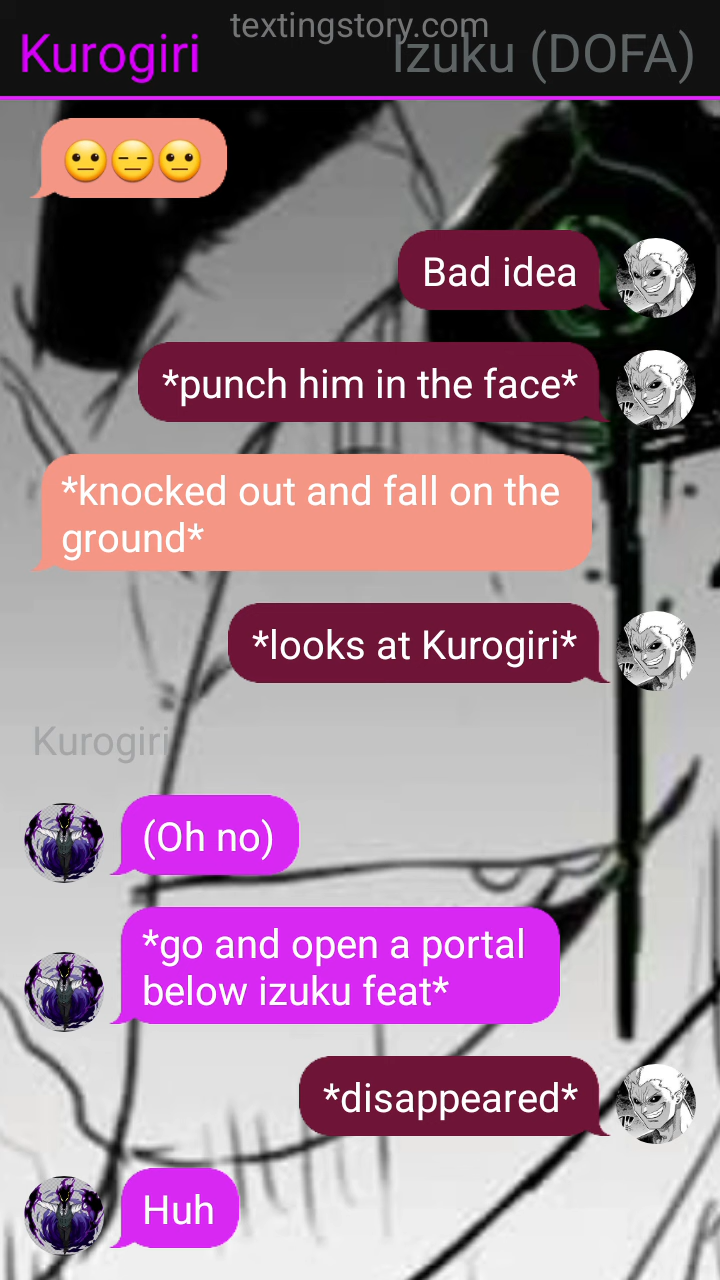 textingstory.com
Kurogiri
Izuku (DOFA)
😐😑😐
Bad idea
*punch him in the face*
*knocked out and fall on the
ground*
*looks at Kurogiri*
Kurogiri
(Oh no)
*go and open a portal
below izuku feat*
*disappeared*
Huh